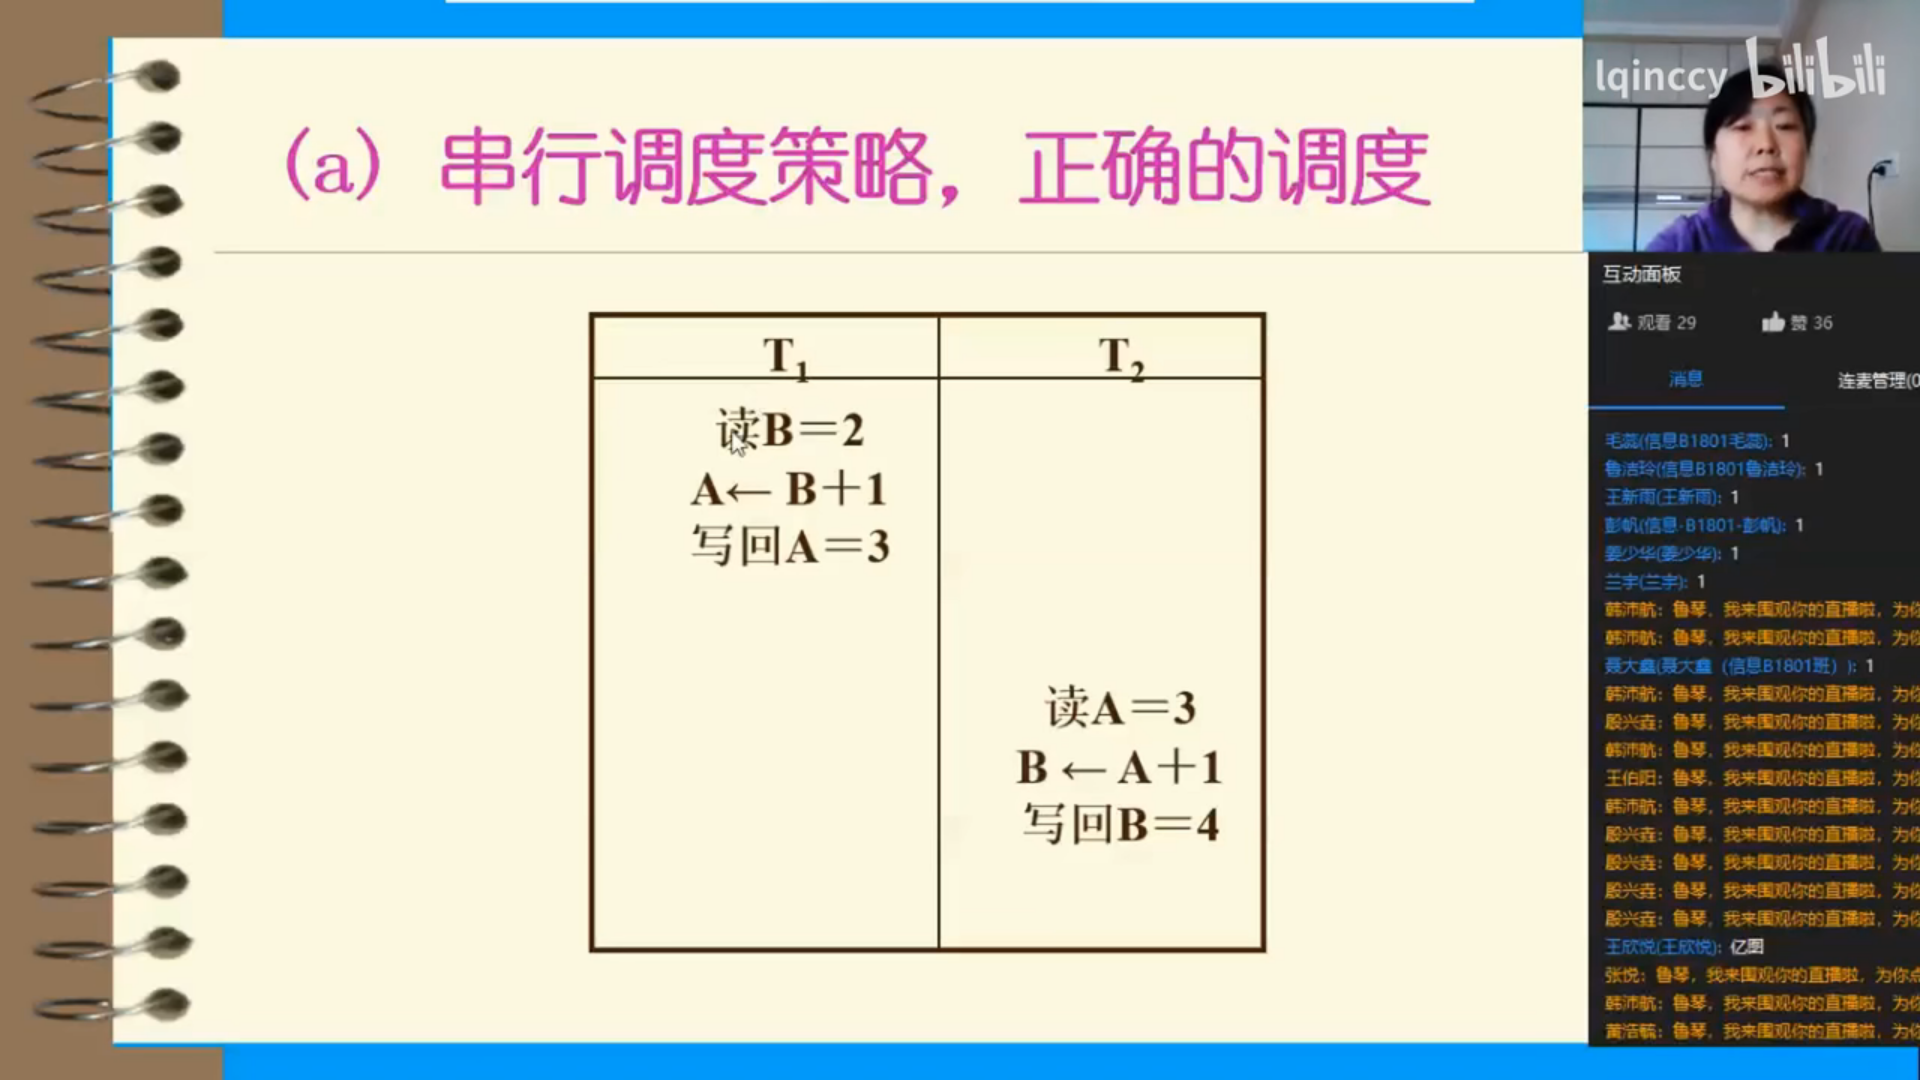 (a) 串行调度策略，正确的调度
T1
T2
读B＝2
A← B＋1
写回A＝3
读A＝3
B ← A＋1
写回B＝4
lqinccy bilibili
互动面板
观看 29
赞 36
消息
连麦管理(0
毛蕊(信息B1801毛蕊): 1
鲁洁玲(信息B1801鲁洁玲): 1
王新雨(王新雨): 1
彭帆(信息-B1801-彭帆): 1
姜少华(姜少华): 1
兰宇(兰宇): 1
韩沛航: 鲁琴，我来围观你的直播啦，为你
韩沛航: 鲁琴，我来围观你的直播啦，为你
聂大鑫(聂大鑫（信息B1801班）): 1
韩沛航: 鲁琴，我来围观你的直播啦，为你
殷兴垚: 鲁琴，我来围观你的直播啦，为你
韩沛航: 鲁琴，我来围观你的直播啦，为你
王伯阳: 鲁琴，我来围观你的直播啦，为你
韩沛航: 鲁琴，我来围观你的直播啦，为你
殷兴垚: 鲁琴，我来围观你的直播啦，为你
殷兴垚: 鲁琴，我来围观你的直播啦，为你
殷兴垚: 鲁琴，我来围观你的直播啦，为你
殷兴垚: 鲁琴，我来围观你的直播啦，为你
王欣悦(王欣悦): 亿图
张悦: 鲁琴，我来围观你的直播啦，为你点
韩沛航: 鲁琴，我来围观你的直播啦，为你
黄浩毓: 鲁琴，我来围观你的直播啦，为你